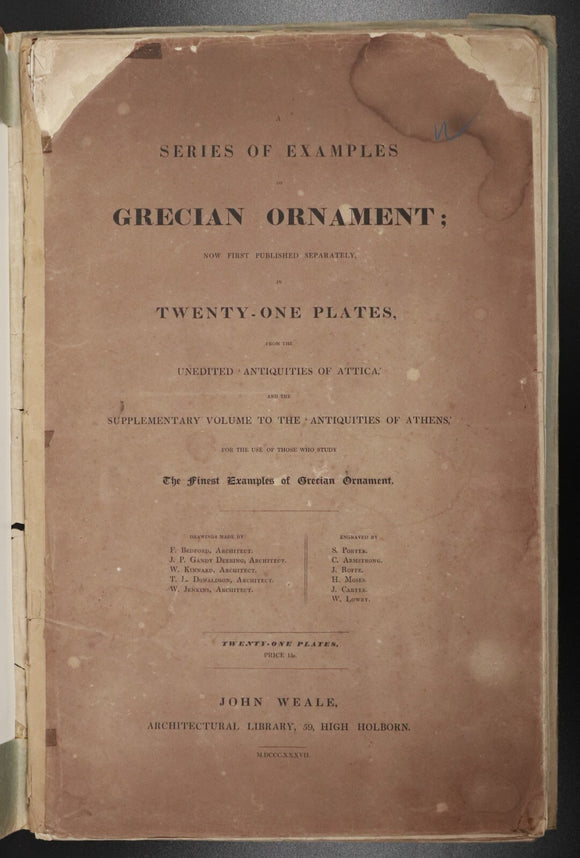 A
SERIES OF EXAMPLES
OF
GRECIAN ORNAMENT;
NOW FIRST PUBLISHED SEPARATELY,
IN
TWENTY-ONE PLATES,
FROM THE
UNEDITED ‘ANTIQUITIES OF ATTICA,’
AND THE
SUPPLEMENTARY VOLUME TO THE ‘ANTIQUITIES OF ATHENS,’
FOR THE USE OF THOSE WHO STUDY
The Finest Examples of Grecian Ornament.
DRAWINGS MADE BY
F. BEDFORD, ARCHITECT.
J. P. GANDY DEERING, ARCHITECT.
W. KINNARD, ARCHITECT.
T. L. DONALDSON, ARCHITECT.
W. JENKINS, ARCHITECT.
ENGRAVED BY
S. PORTER.
C. ARMSTRONG.
J. ROFFE.
H. MOSES.
J. CARTER.
W. LOWRY.
TWENTY-ONE PLATES,
PRICE 15s.
JOHN WEALE,
ARCHITECTURAL LIBRARY, 59, HIGH HOLBORN.
M.DCCC.XXXVII.